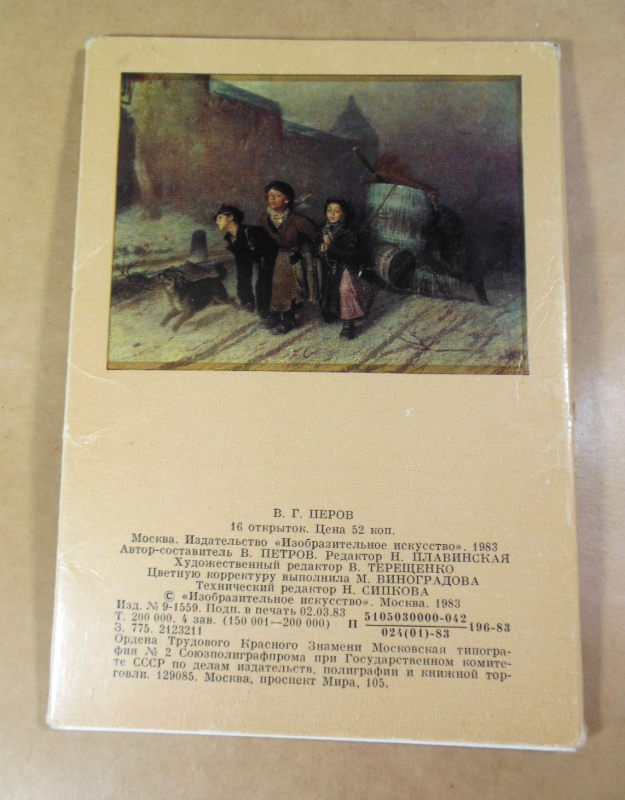 В. Г. ПЕРОВ
16 открыток. Цена 52 коп.
Москва. Издательство «Изобразительное искусство». 1983
Автор-составитель В. ПЕТРОВ. Редактор Н. ПЛАВИНСКАЯ
Художественный редактор В. ТЕРЕЩЕНКО
Цветную корректуру выполнила М. ВИНОГРАДОВА
Технический редактор Н. СИПКОВА
© «Изобразительное искусство». Москва. 1983
Изд. № 9-1559. Подп. в печать 02.03.83
Т. 200 000. 4 зав. (150 001—200 000) П 5105030000-042 / 024(01)-83 196-83
З. 775. 2123211
Ордена Трудового Красного Знамени Московская типогра-
фия № 2 Союзполиграфпрома при Государственном комите-
те СССР по делам издательств, полиграфии и книжной тор-
говли. 129085. Москва, проспект Мира, 105.